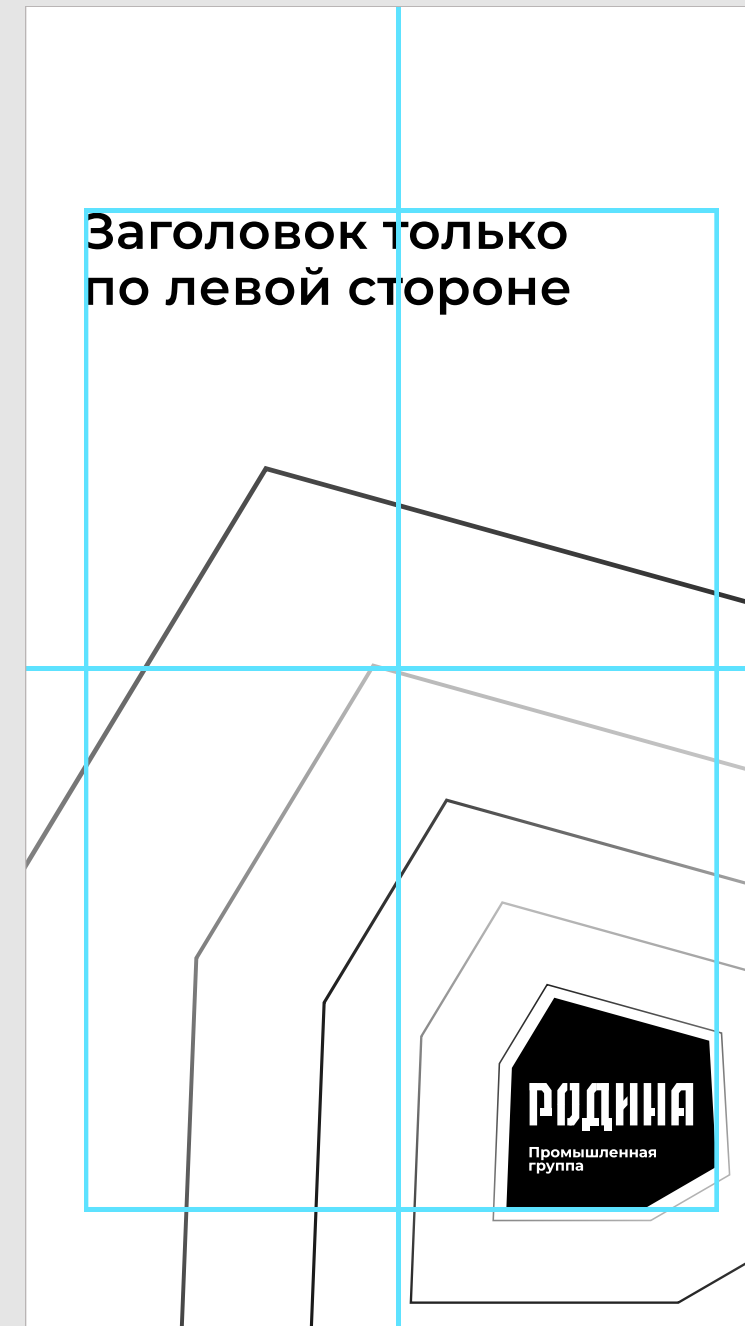 Заголовок только
по левой стороне
РОДИНА
Промышленная
группа